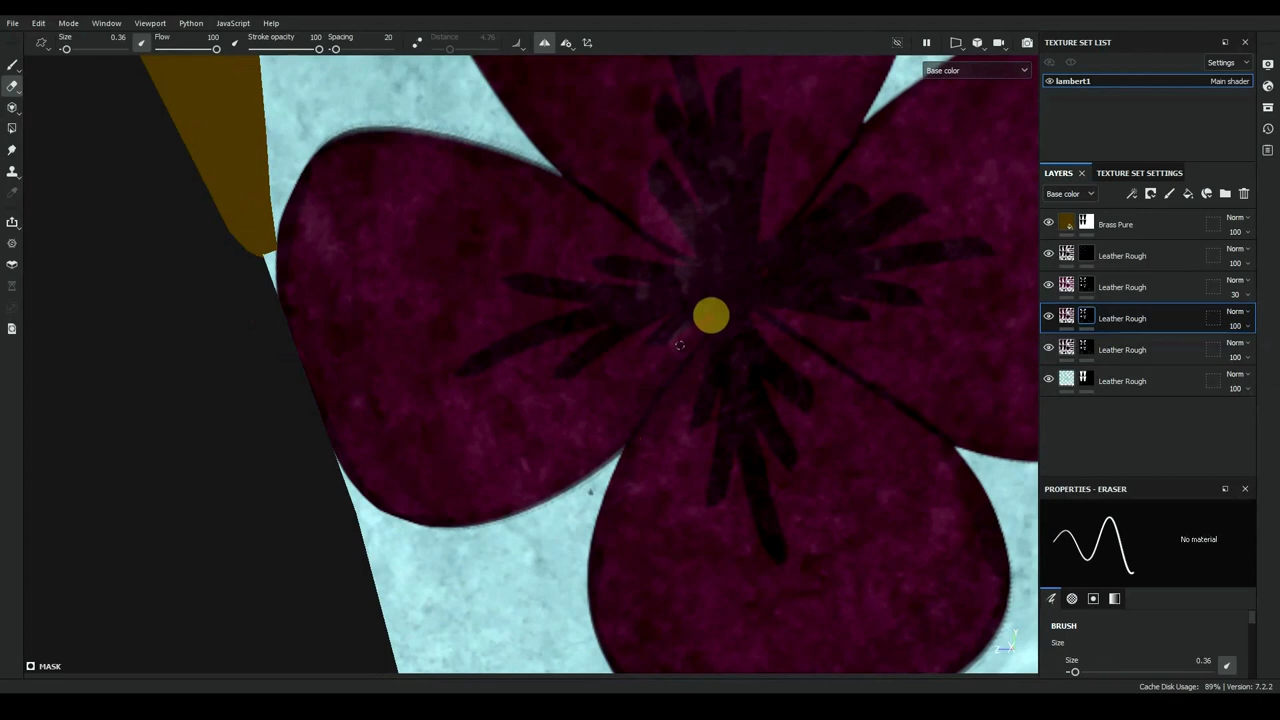 File Edit Mode Window Viewport Python JavaScript Help
Size 0.36 Flow 100 Stroke opacity 100 Spacing 20 Distance 4.76
Base color
TEXTURE SET LIST
Settings
lambert1 Main shader
LAYERS TEXTURE SET SETTINGS
Base color
Brass Pure Norm 100
Leather Rough Norm 100
Leather Rough Norm 30
Leather Rough Norm 100
Leather Rough Norm 100
Leather Rough Norm 100
PROPERTIES - ERASER
No material
BRUSH
Size
Size 0.36
Y
Z
MASK
Cache Disk Usage: 89% | Version: 7.2.2